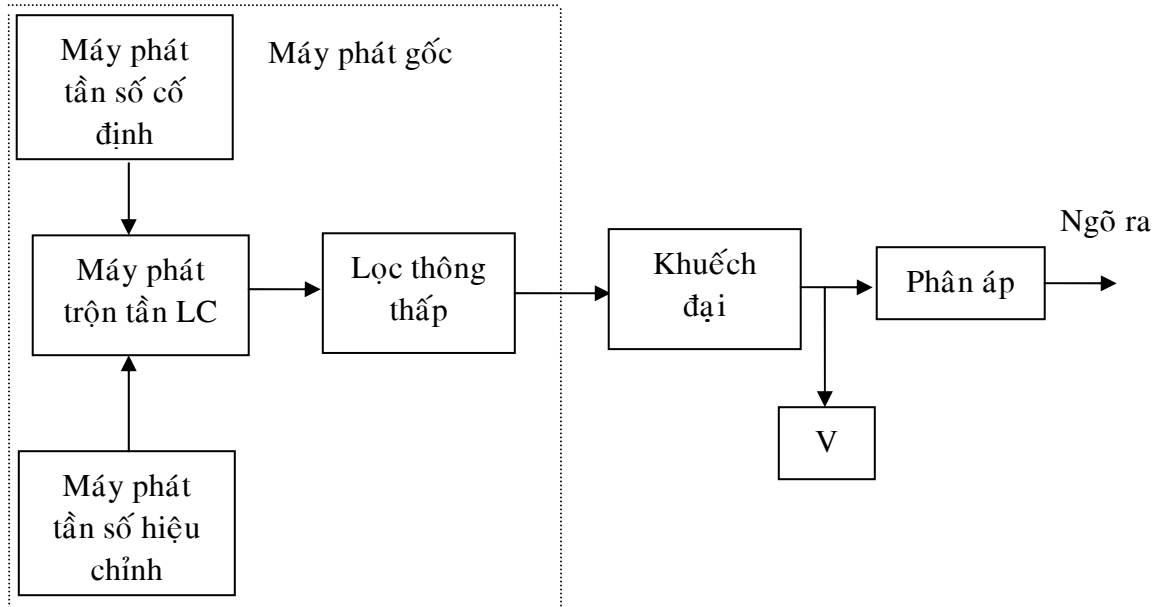 Máy phát
tần số cố
định
Máy phát gốc
Máy phát
trộn tần LC
Lọc thông
thấp
Khuếch
đại
Phân áp
Ngõ ra
V
Máy phát
tần số hiệu
chỉnh